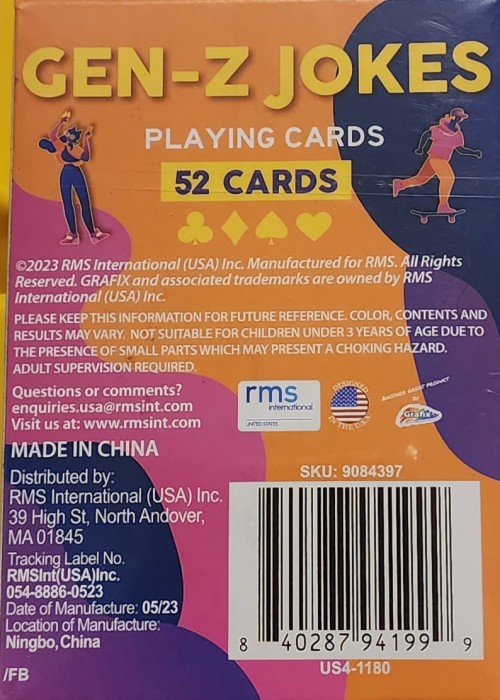 GEN-Z JOKES
PLAYING CARDS
52 CARDS
©2023 RMS International (USA) Inc. Manufactured for RMS. All Rights
Reserved. GRAFIX and associated trademarks are owned by RMS
International (USA) Inc.
PLEASE KEEP THIS INFORMATION FOR FUTURE REFERENCE. COLOR, CONTENTS AND
RESULTS MAY VARY. NOT SUITABLE FOR CHILDREN UNDER 3 YEARS OF AGE DUE TO
THE PRESENCE OF SMALL PARTS WHICH MAY PRESENT A CHOKING HAZARD.
ADULT SUPERVISION REQUIRED.
Questions or comments?
enquiries.usa@rmsint.com
Visit us at: www.rmsint.com
rms
international
UNITED STATES
DESIGNED
IN THE USA
ANOTHER GREAT PRODUCT
BY
Grafix
MADE IN CHINA
Distributed by:
RMS International (USA) Inc.
39 High St, North Andover,
MA 01845
Tracking Label No.
RMSInt(USA)Inc.
054-8886-0523
Date of Manufacture: 05/23
Location of Manufacture:
Ningbo, China
/FB
SKU: 9084397
8 40287 94199 9
US4-1180